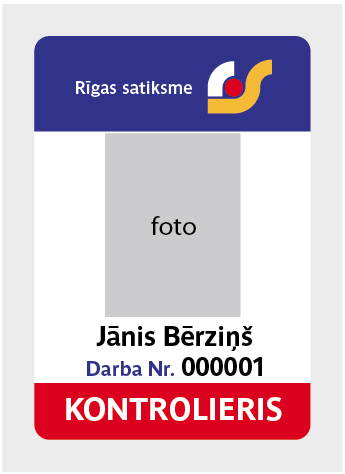 Rīgas satiksme
foto
Jānis Bērziņš
Darba Nr. 000001
KONTROLIERIS